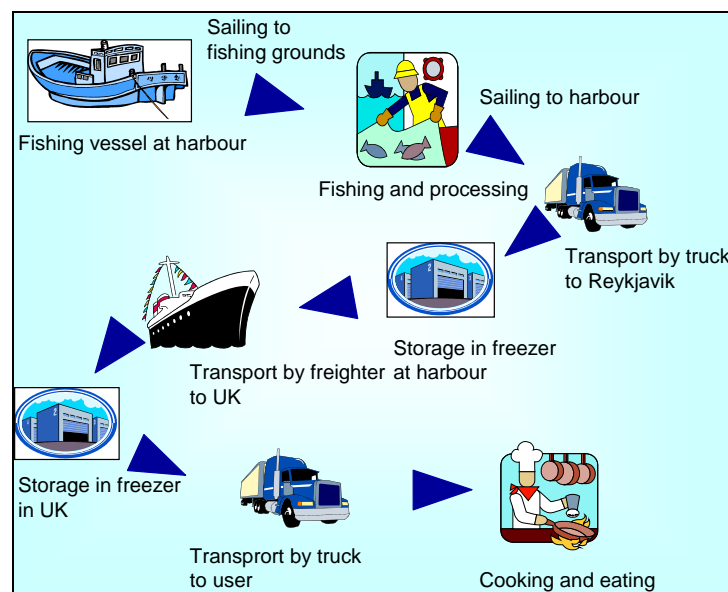 Sailing to
fishing grounds
Fishing vessel at harbour
Sailing to harbour
Fishing and processing
Transport by truck
to Reykjavik
Storage in freezer
at harbour
Transport by freighter
to UK
Storage in freezer
in UK
Transprort by truck
to user
Cooking and eating